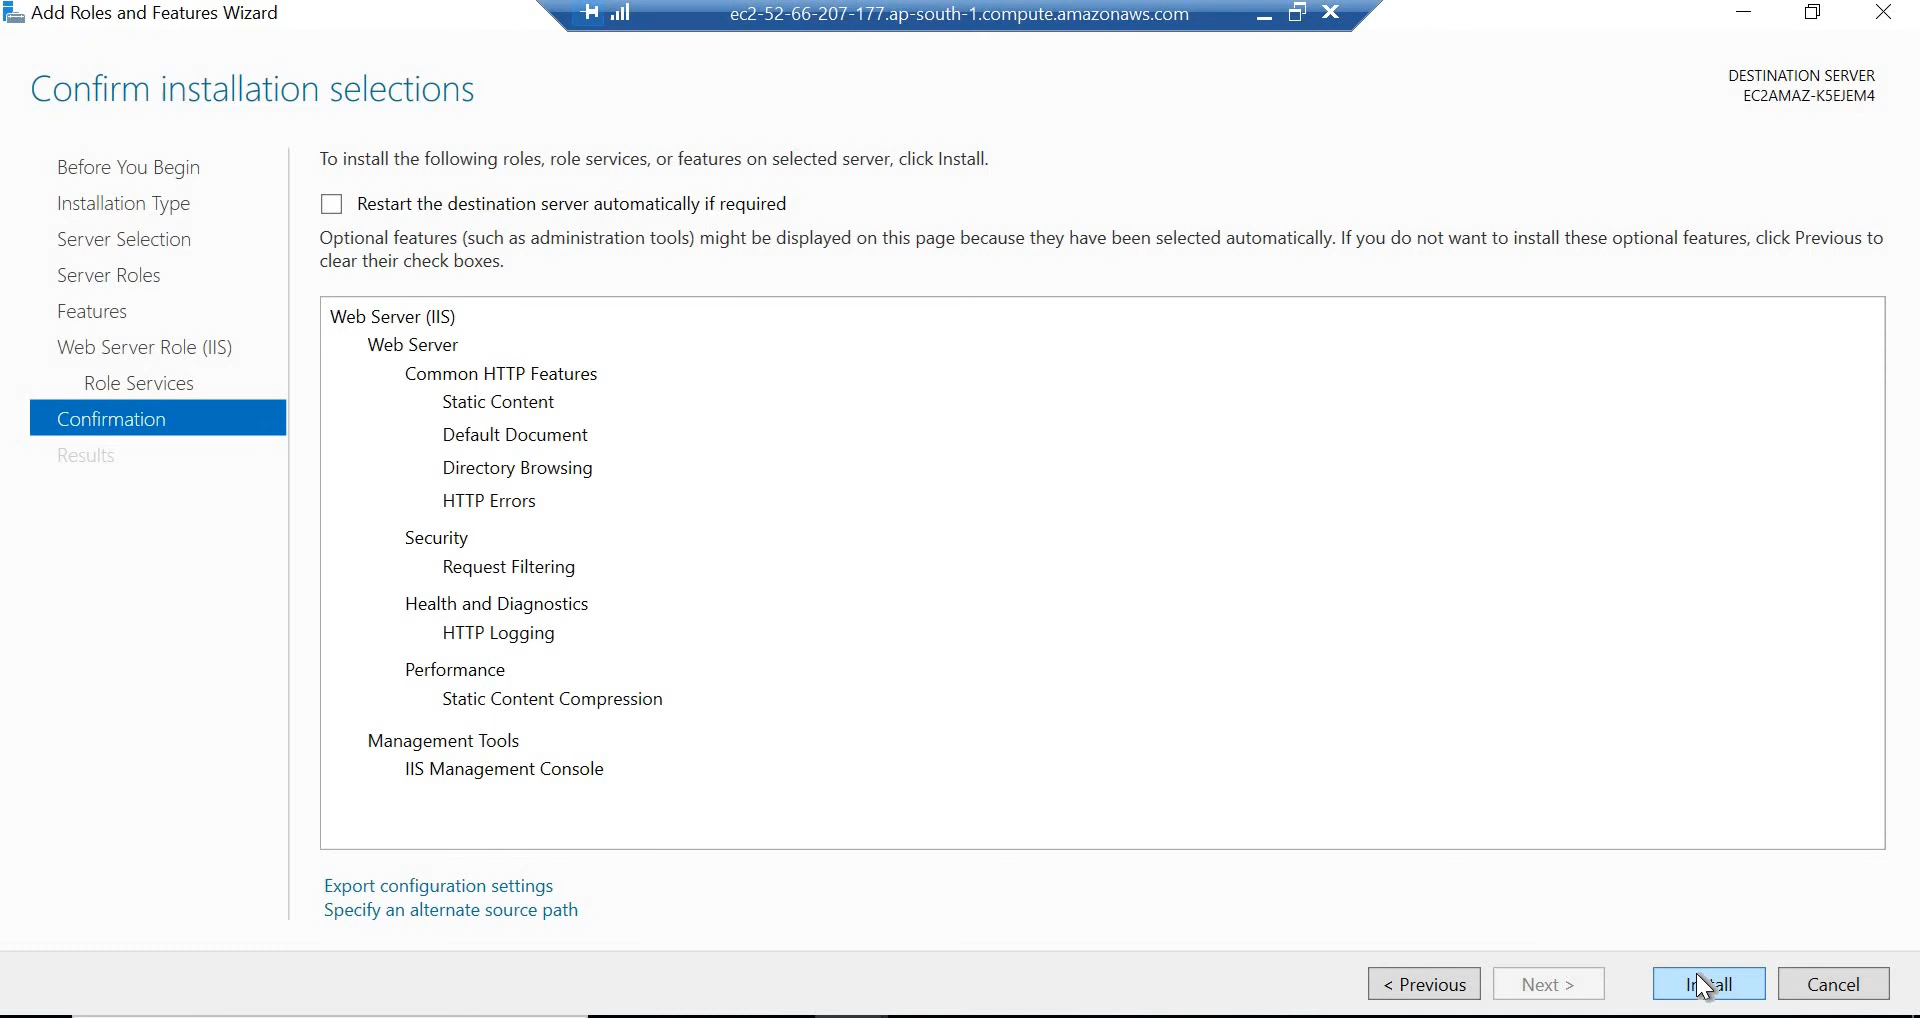 Add Roles and Features Wizard
ec2-52-66-207-177.ap-south-1.compute.amazonaws.com
Confirm installation selections
DESTINATION SERVER
EC2AMAZ-K5EJEM4
Before You Begin
Installation Type
Server Selection
Server Roles
Features
Web Server Role (IIS)
Role Services
Confirmation
Results
To install the following roles, role services, or features on selected server, click Install.
Restart the destination server automatically if required
Optional features (such as administration tools) might be displayed on this page because they have been selected automatically. If you do not want to install these optional features, click Previous to
clear their check boxes.
Web Server (IIS)
Web Server
Common HTTP Features
Static Content
Default Document
Directory Browsing
HTTP Errors
Security
Request Filtering
Health and Diagnostics
HTTP Logging
Performance
Static Content Compression
Management Tools
IIS Management Console
Export configuration settings
Specify an alternate source path
< Previous
Next >
Install
Cancel